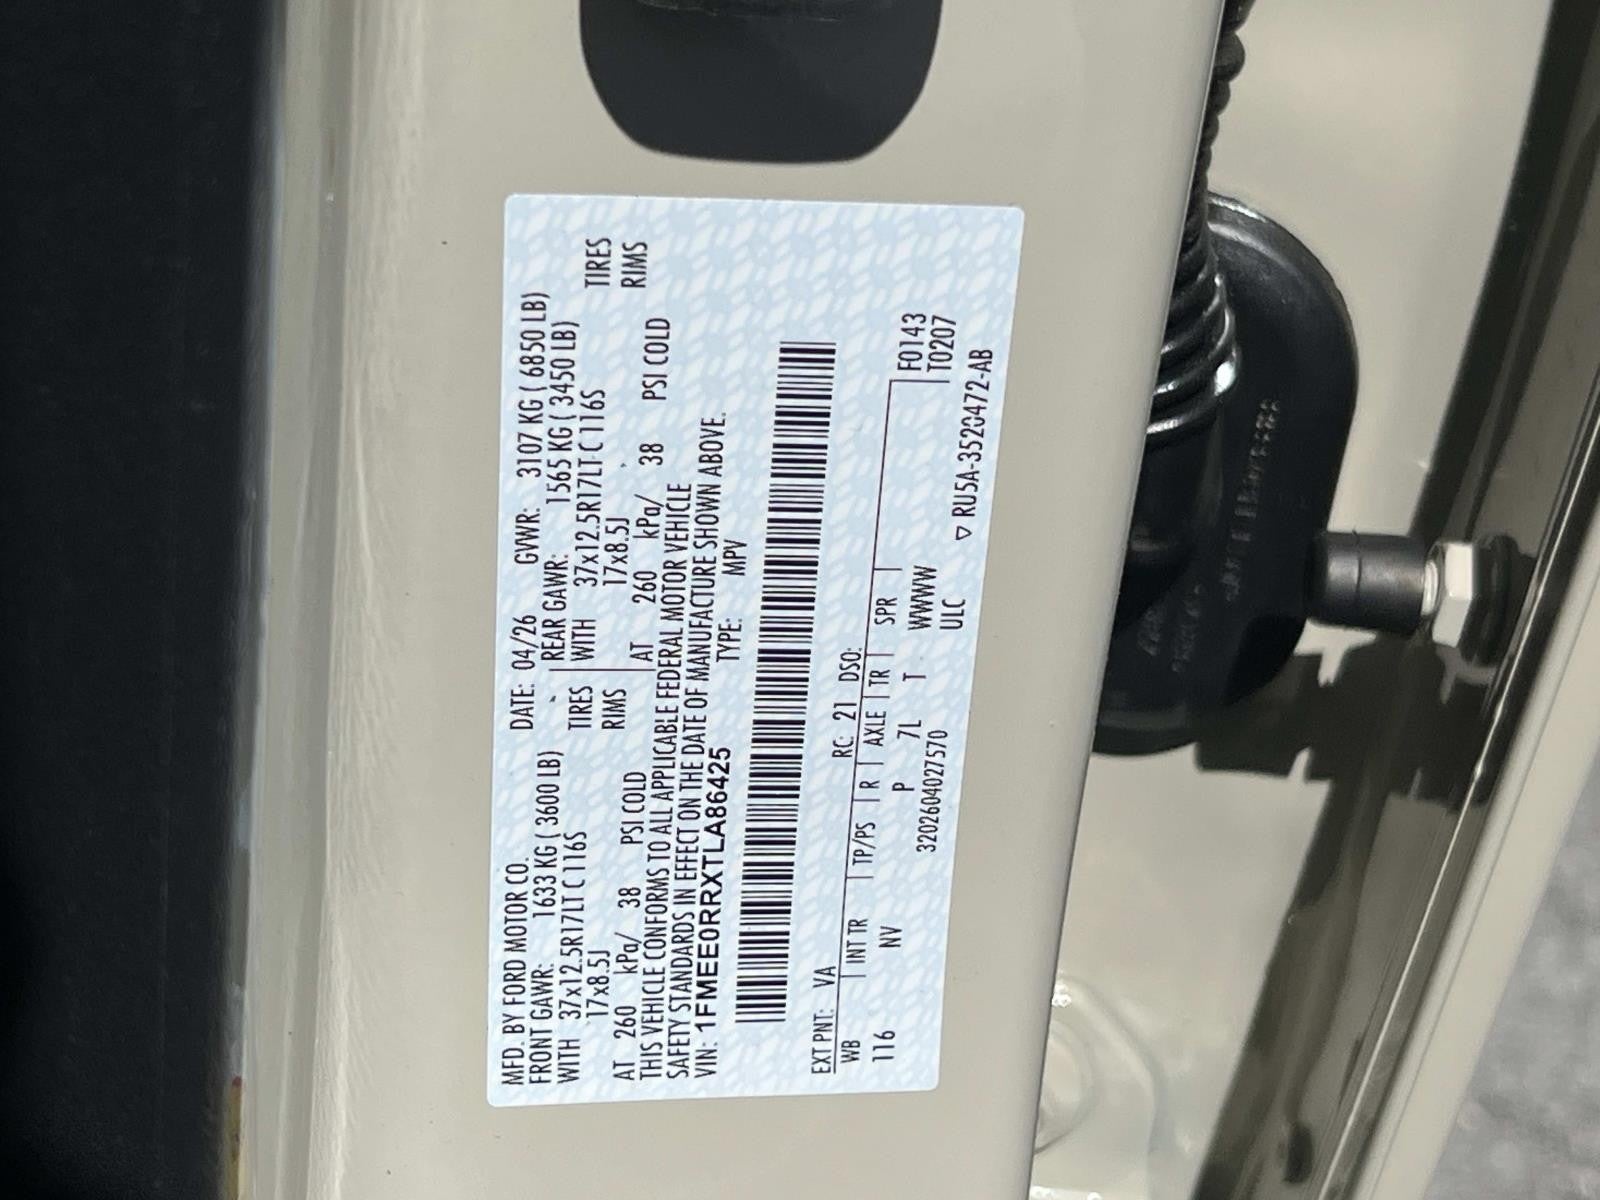 MFD. BY FORD MOTOR CO. DATE: 04/26 GVWR: 3107 KG ( 6850 LB)
FRONT GAWR: 1633 KG ( 3600 LB) REAR GAWR: 1565 KG ( 3450 LB)
WITH 37x12.5R17LT C 116S TIRES WITH 37x12.5R17LT C 116S TIRES
17x8.5J RIMS 17x8.5J RIMS
AT 260 kPa/ 38 PSI COLD AT 260 kPa/ 38 PSI COLD
THIS VEHICLE CONFORMS TO ALL APPLICABLE FEDERAL MOTOR VEHICLE
SAFETY STANDARDS IN EFFECT ON THE DATE OF MANUFACTURE SHOWN ABOVE.
VIN: 1FMEE0RRXTLA86425 TYPE: MPV
EXT PNT: VA RC: 21 DSO:
WB INT TR TP/PS R AXLE TR SPR F0143
116 NV P 7L T WWWW T0207
3202604027570 ULC ▽ RU5A-3520472-AB